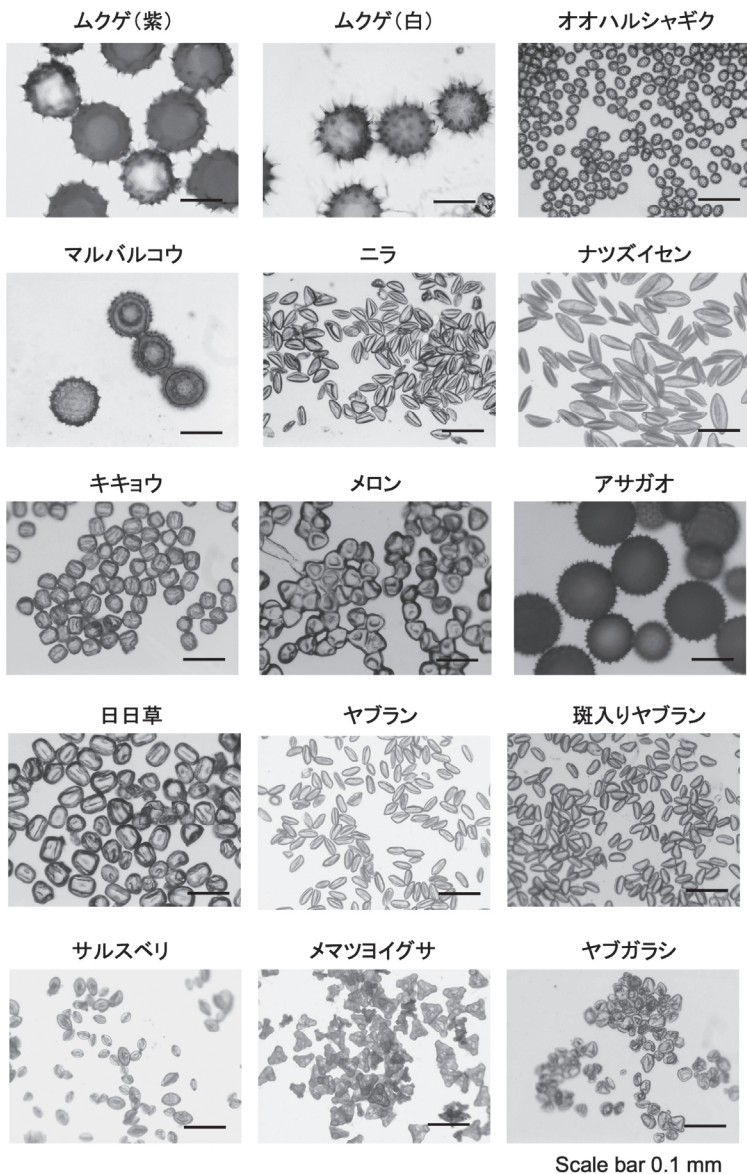 ムクゲ（紫）
ムクゲ（白）
オオハルシャギク
マルバルコウ
ニラ
ナツズイセン
キキョウ
メロン
アサガオ
日日草
ヤブラン
斑入りヤブラン
サルスベリ
メマツヨイグサ
ヤブガラシ
Scale bar 0.1 mm